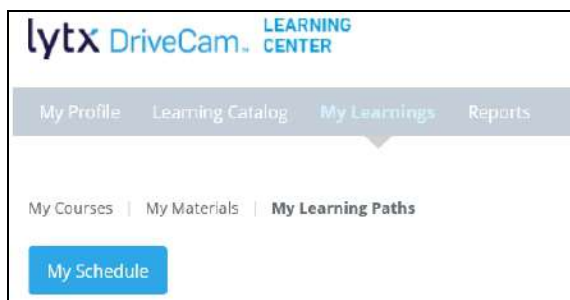 lytx DriveCam™ LEARNING CENTER
My Profile Learning Catalog My Learnings Reports
My Courses | My Materials | My Learning Paths
My Schedule